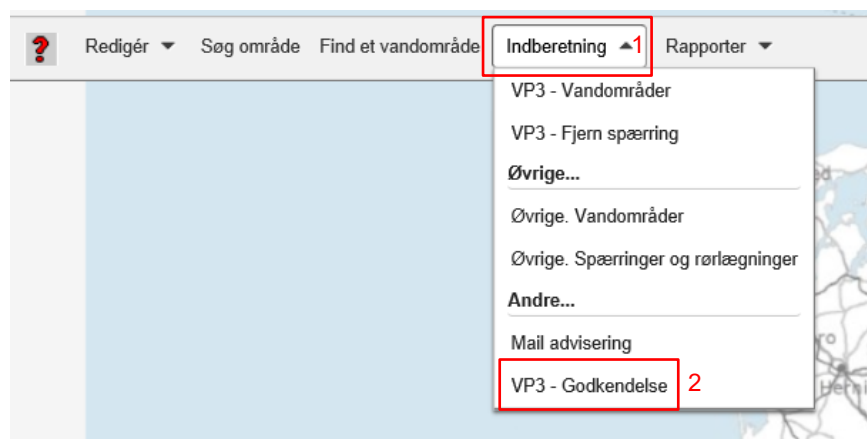 ?
Redigér
Søg område
Find et vandområde
Indberetning
1
Rapporter
VP3 - Vandområder
VP3 - Fjern spærring
Øvrige...
Øvrige. Vandområder
Øvrige. Spærringer og rørlægninger
Andre...
Mail advisering
VP3 - Godkendelse
2